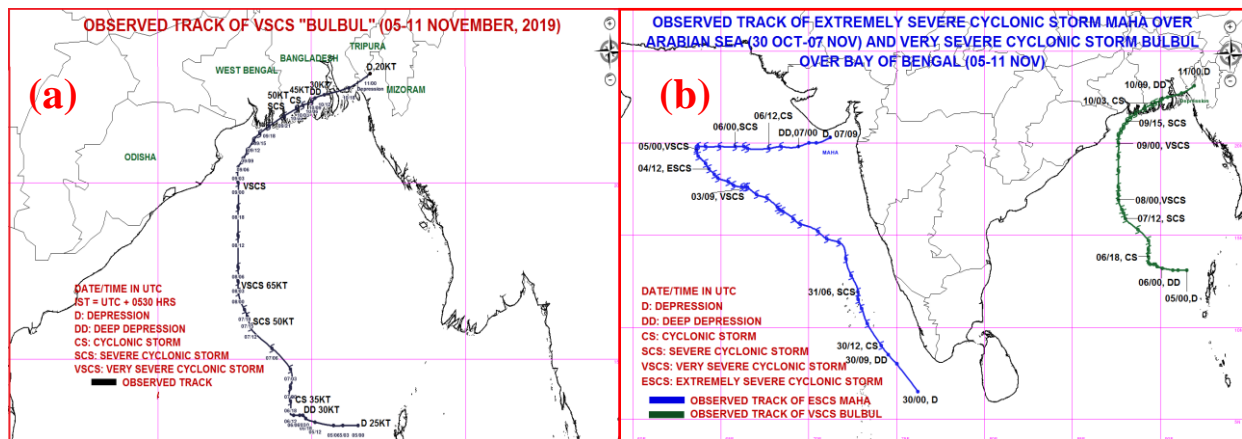 OBSERVED TRACK OF VSCS "BULBUL" (05-11 NOVEMBER, 2019)
(a)
TRIPURA
BANGLADESH
WEST BENGAL
MIZORAM
ODISHA
D 20KT
11/00
Depression
30KT
DD
45KT
CS
50KT
SCS
VSCS
VSCS 65KT
SCS 50KT
CS 35KT
DD 30KT
D 25KT
DATE/TIME IN UTC
IST = UTC + 0530 HRS
D: DEPRESSION
DD: DEEP DEPRESSION
CS: CYCLONIC STORM
SCS: SEVERE CYCLONIC STORM
VSCS: VERY SEVERE CYCLONIC STORM
OBSERVED TRACK
OBSERVED TRACK OF EXTREMELY SEVERE CYCLONIC STORM MAHA OVER
ARABIAN SEA (30 OCT-07 NOV) AND VERY SEVERE CYCLONIC STORM BULBUL
OVER BAY OF BENGAL (05-11 NOV)
(b)
11/00.D
10/09, DD
10/03, CS
09/15, SCS
09/00, VSCS
08/00,VSCS
07/12, SCS
06/18, CS
06/00, DD
05/00,D
06/12,CS
06/00,SCS
DD,07/00
D, 07/09
MAHA
05/00,VSCS
04/12, ESCS
03/09, VSCS
31/06, SCS
30/12, CS
30/09, DD
30/00, D
DATE/TIME IN UTC
D: DEPRESSION
DD: DEEP DEPRESSION
CS: CYCLONIC STORM
SCS: SEVERE CYCLONIC STORM
VSCS: VERY SEVERE CYCLONIC STORM
ESCS: EXTREMELY SEVERE CYCLONIC STORM
OBSERVED TRACK OF ESCS MAHA
OBSERVED TRACK OF VSCS BULBUL